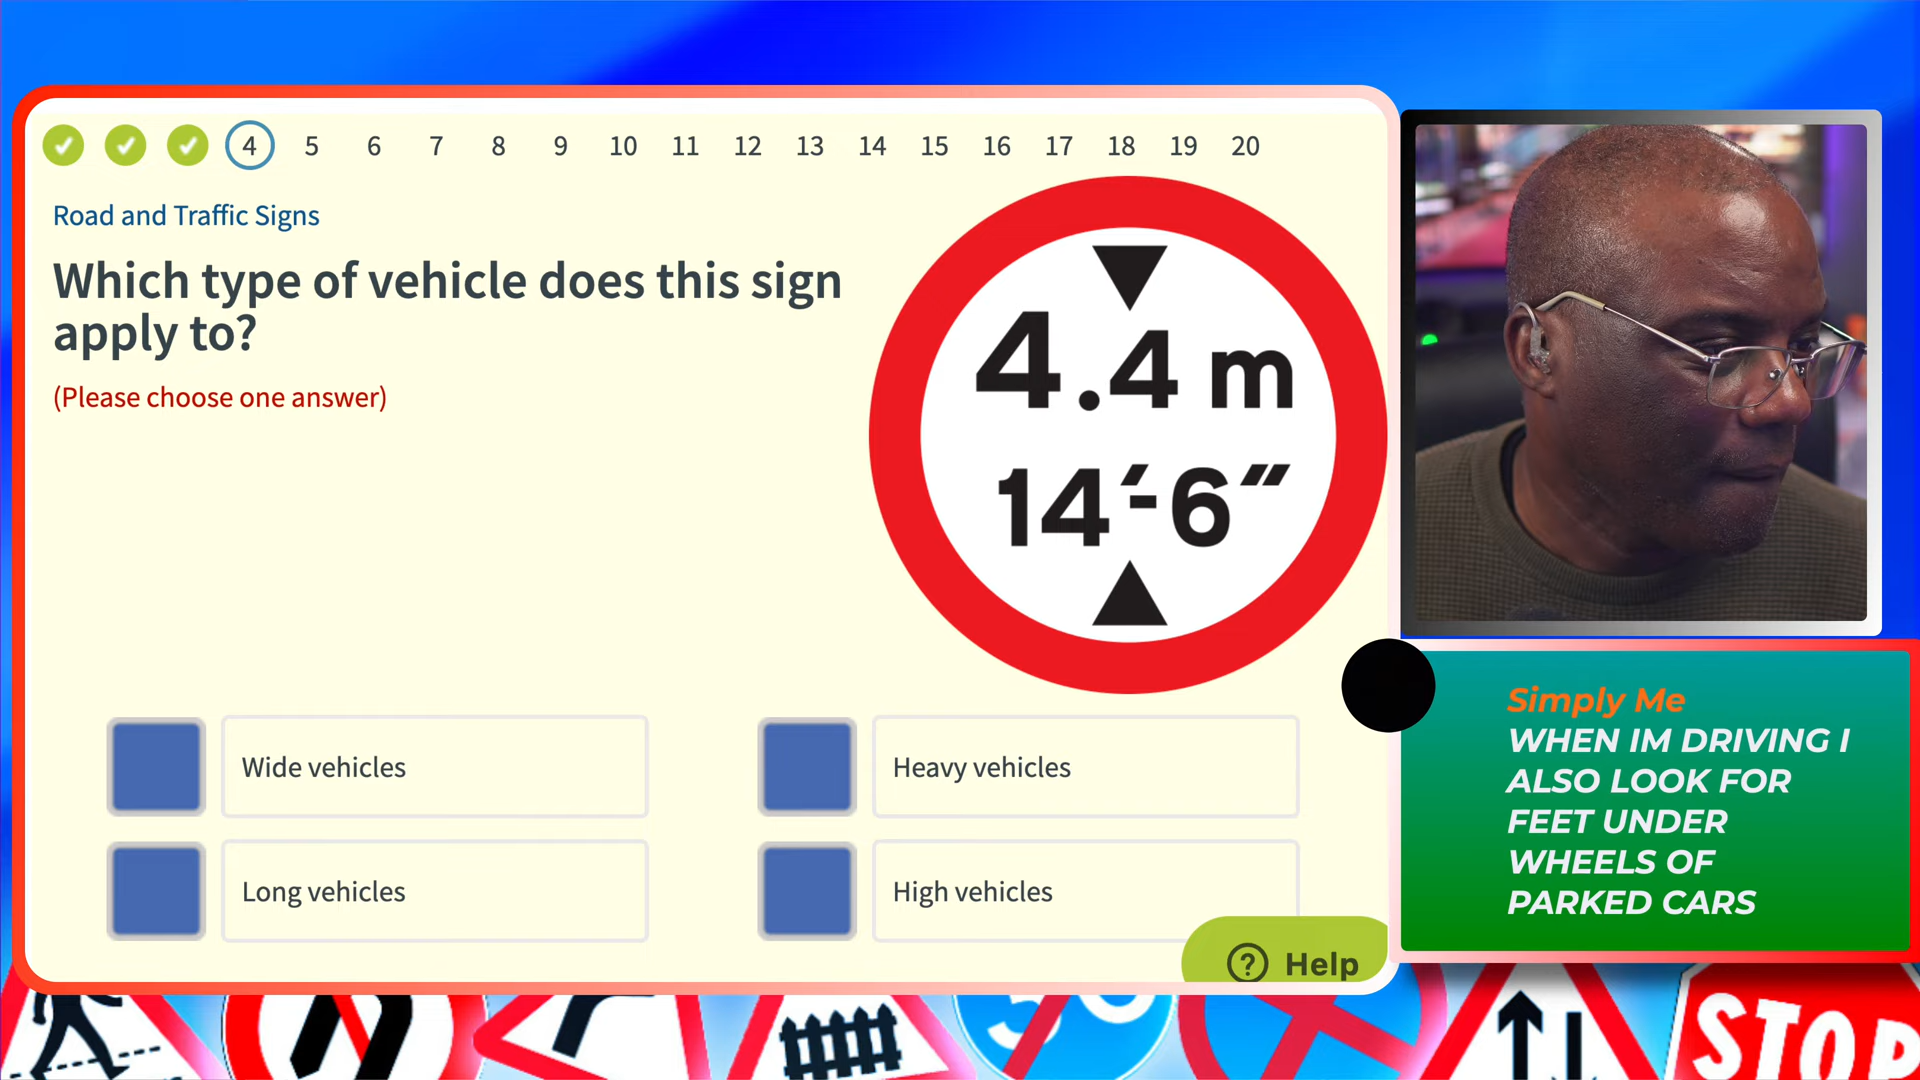 4 5 6 7 8 9 10 11 12 13 14 15 16 17 18 19 20
Road and Traffic Signs
Which type of vehicle does this sign
apply to?
(Please choose one answer)
4.4 m
14'-6"
Wide vehicles
Heavy vehicles
Long vehicles
High vehicles
? Help
Simply Me
WHEN IM DRIVING I
ALSO LOOK FOR
FEET UNDER
WHEELS OF
PARKED CARS
STOP